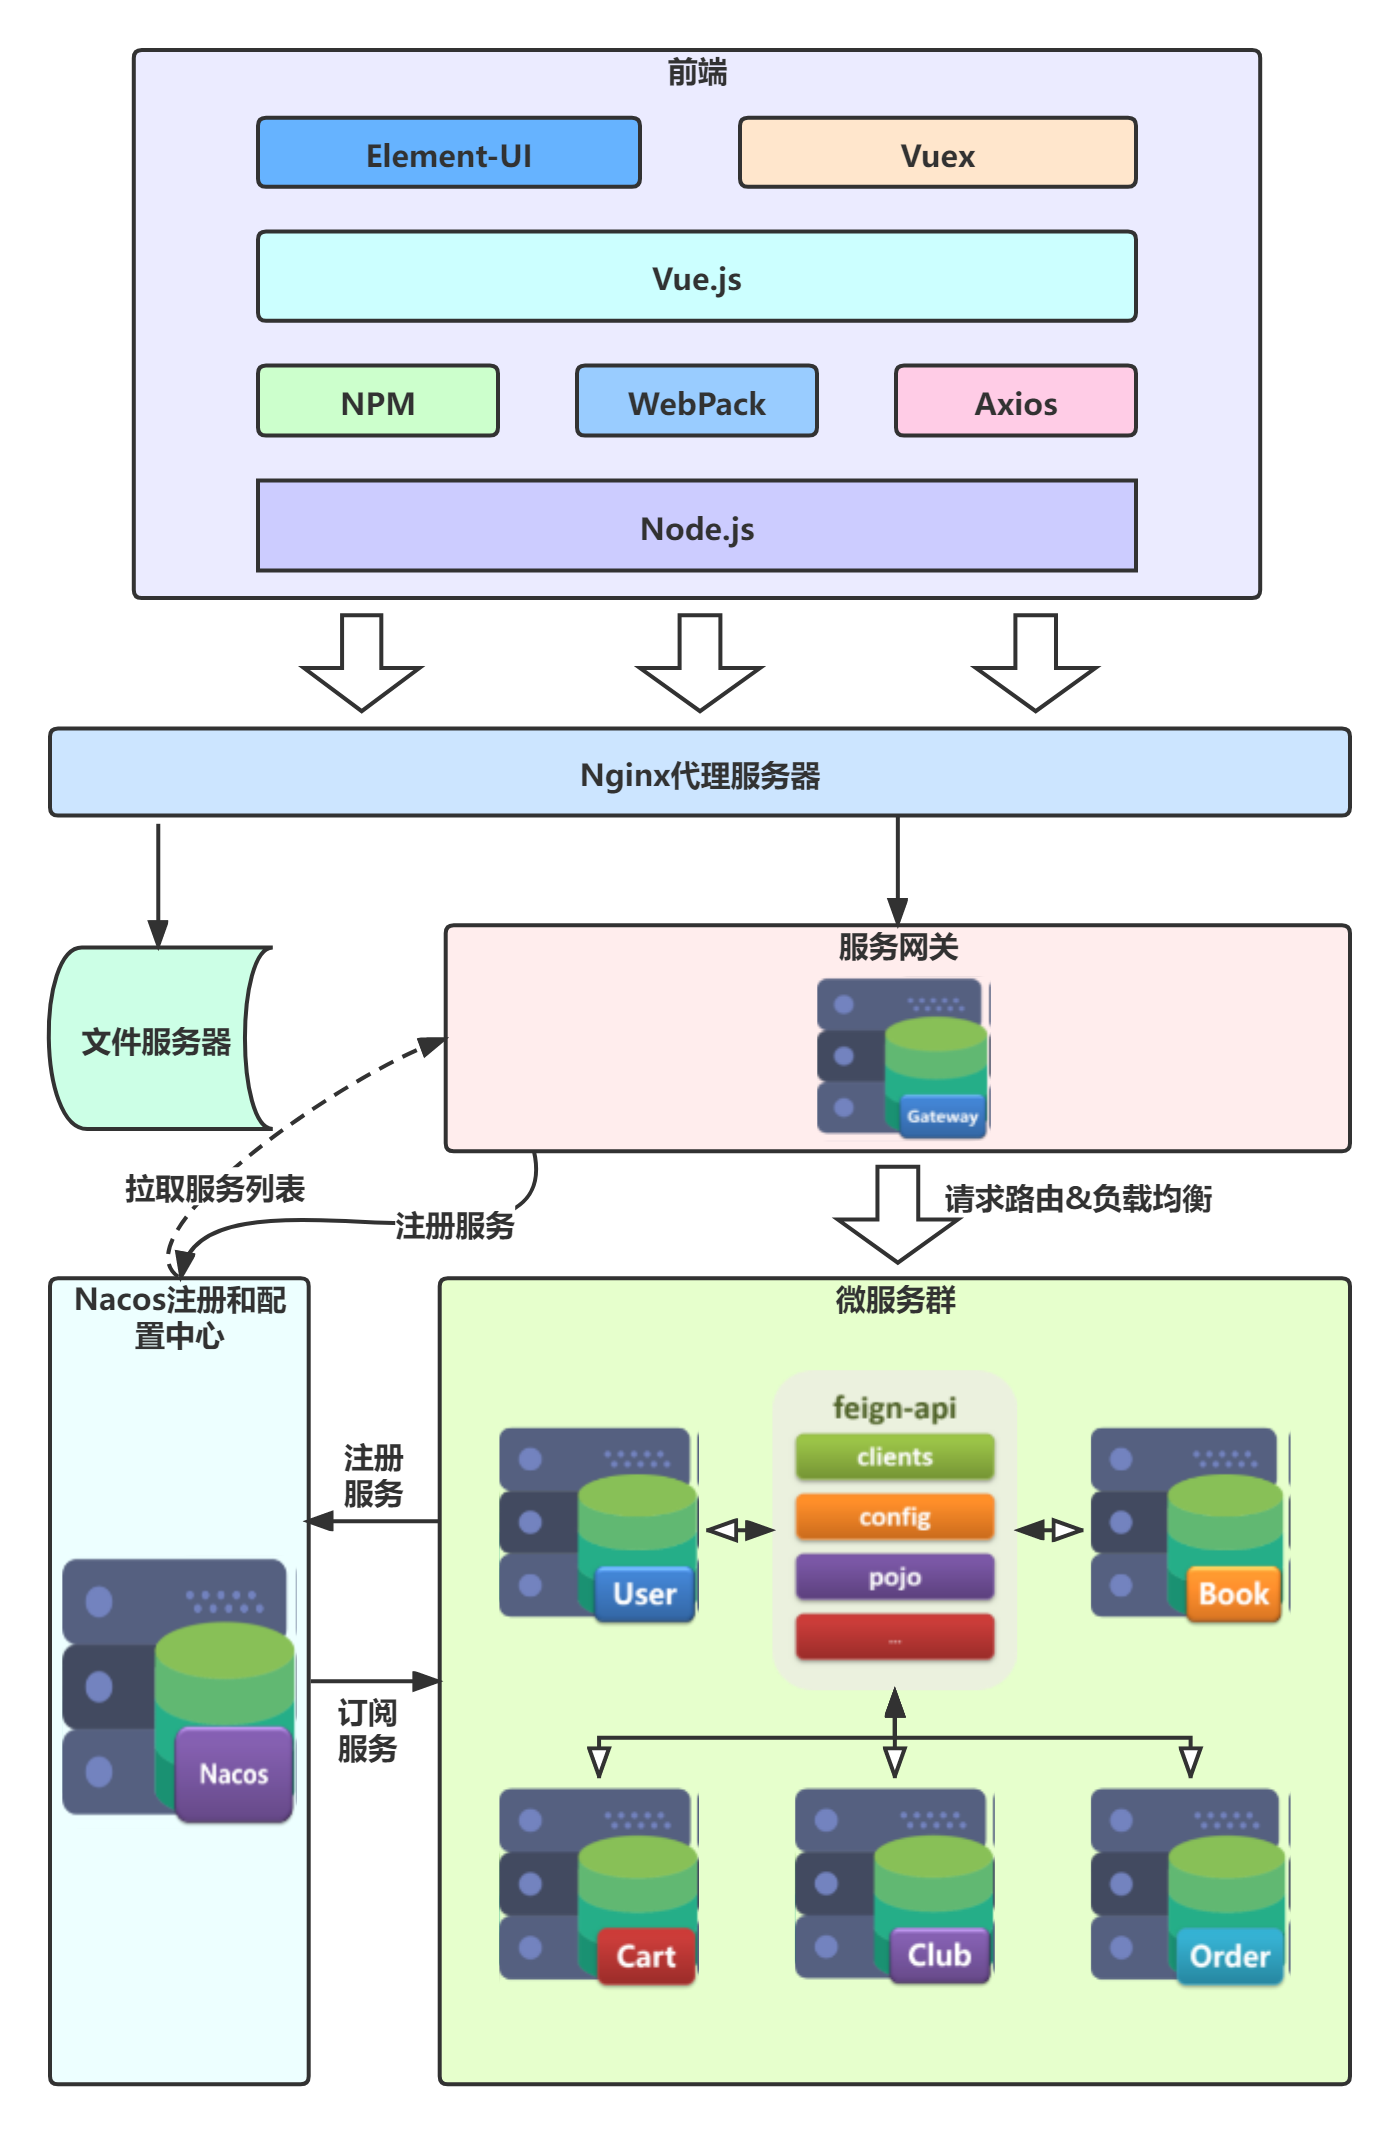 前端
Element-UI
Vuex
Vue.js
NPM
WebPack
Axios
Node.js
Nginx代理服务器
文件服务器
服务网关
Gateway
拉取服务列表
注册服务
请求路由&负载均衡
Nacos注册和配
置中心
Nacos
注册
服务
订阅
服务
微服务群
feign-api
clients
config
pojo
...
User
Book
Cart
Club
Order